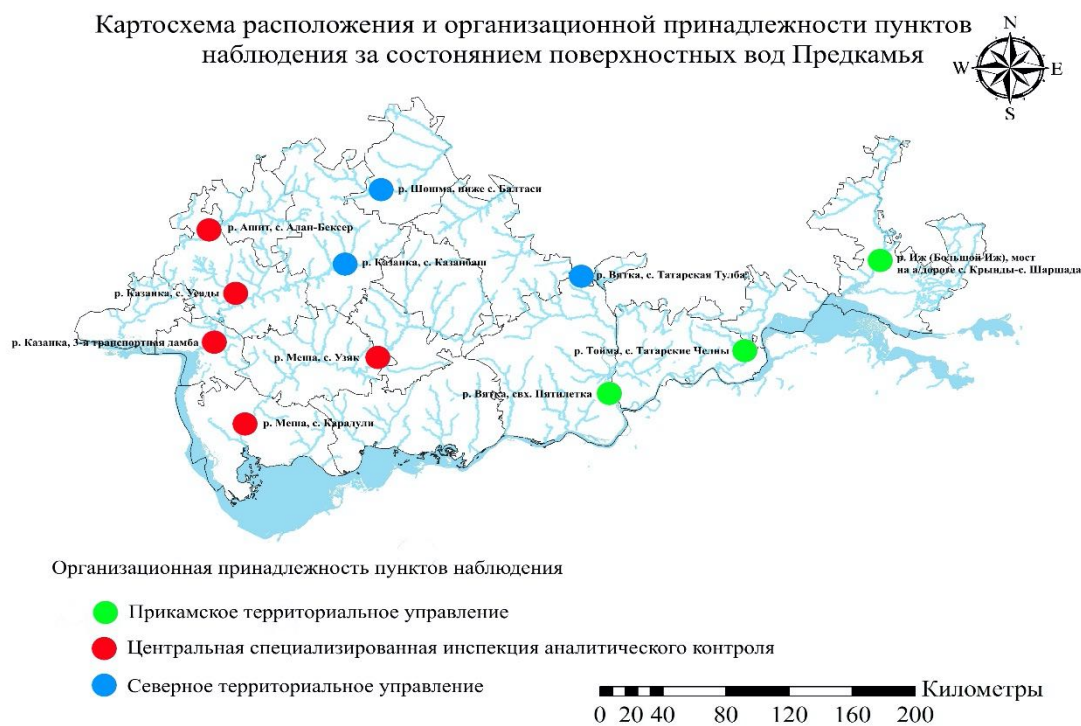 Картосхема расположения и организационной принадлежности пунктов
наблюдения за состонянием поверхностных вод Предкамья
N
W E
S
р. Шошма, ниже с. Балтаси
р. Ашит, с. Алан-Бексер
р. Казанка, с. Казанбаш
р. Иж (Большой Иж), мост
на а/дороге с. Крынды-с. Шаршада
р. Вятка, с. Татарская Тулба
р. Казанка, с. Усады
р. Казанка, 3-я транспортная дамба
р. Меша, с. Узяк
р. Тойма, с. Татарские Челны
р. Вятка, свх. Пятилетка
р. Меша, с. Карадули
Организационная принадлежность пунктов наблюдения
Прикамское территориальное управление
Центральная специализированная инспекция аналитического контроля
Северное территориальное управление
Километры
0 20 40 80 120 160 200